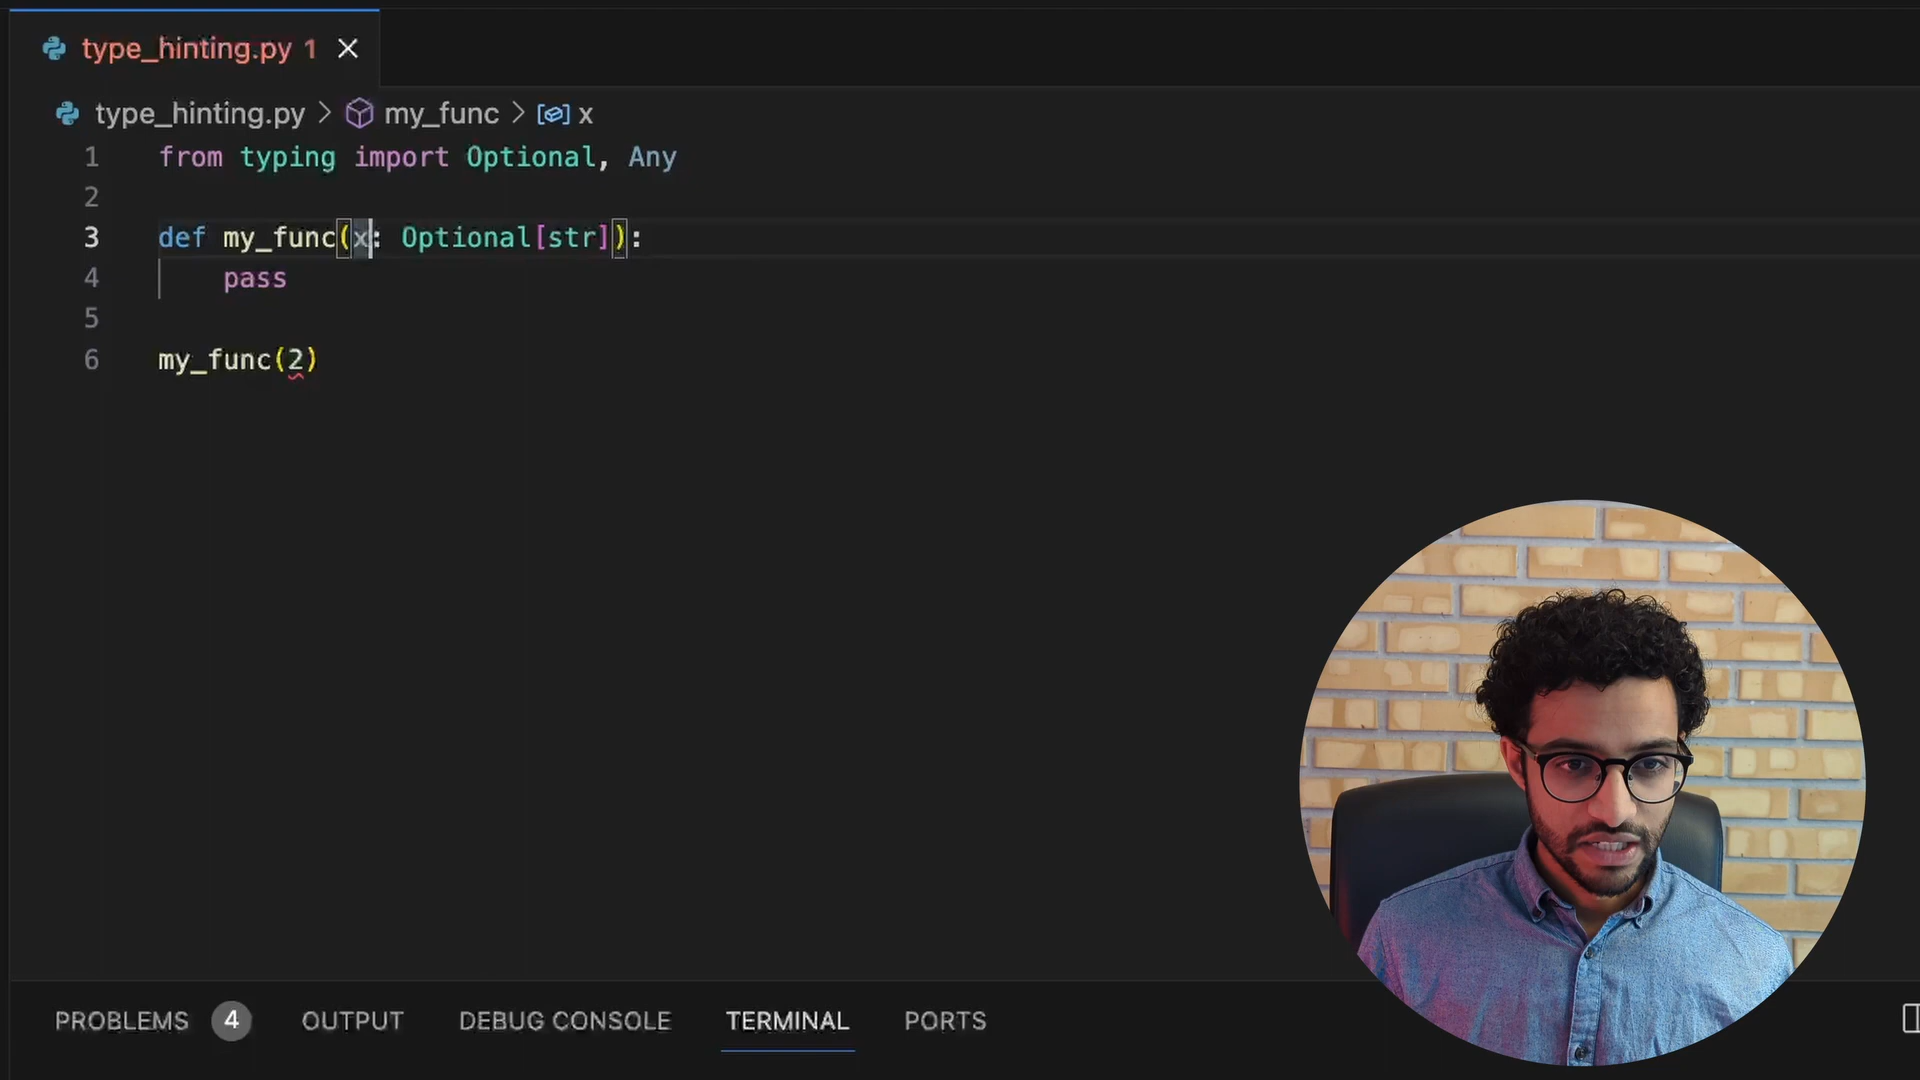 type_hinting.py 1
type_hinting.py > my_func > x
1 from typing import Optional, Any
2
3 def my_func(x: Optional[str]):
4 pass
5
6 my_func(2)
PROBLEMS 4 OUTPUT DEBUG CONSOLE TERMINAL PORTS